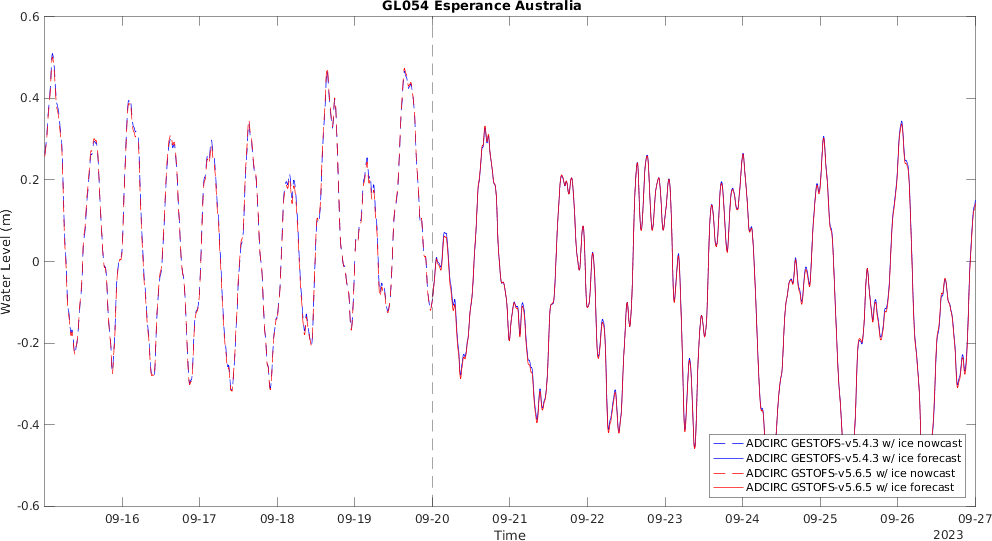 GL054 Esperance Australia
0.6
0.4
0.2
0
-0.2
-0.4
-0.6
Water Level (m)
ADCIRC GESTOFS-v5.4.3 w/ ice nowcast
ADCIRC GESTOFS-v5.4.3 w/ ice forecast
ADCIRC GSTOFS-v5.6.5 w/ ice nowcast
ADCIRC GSTOFS-v5.6.5 w/ ice forecast
09-16 09-17 09-18 09-19 09-20 09-21 09-22 09-23 09-24 09-25 09-26 09-27
Time 2023